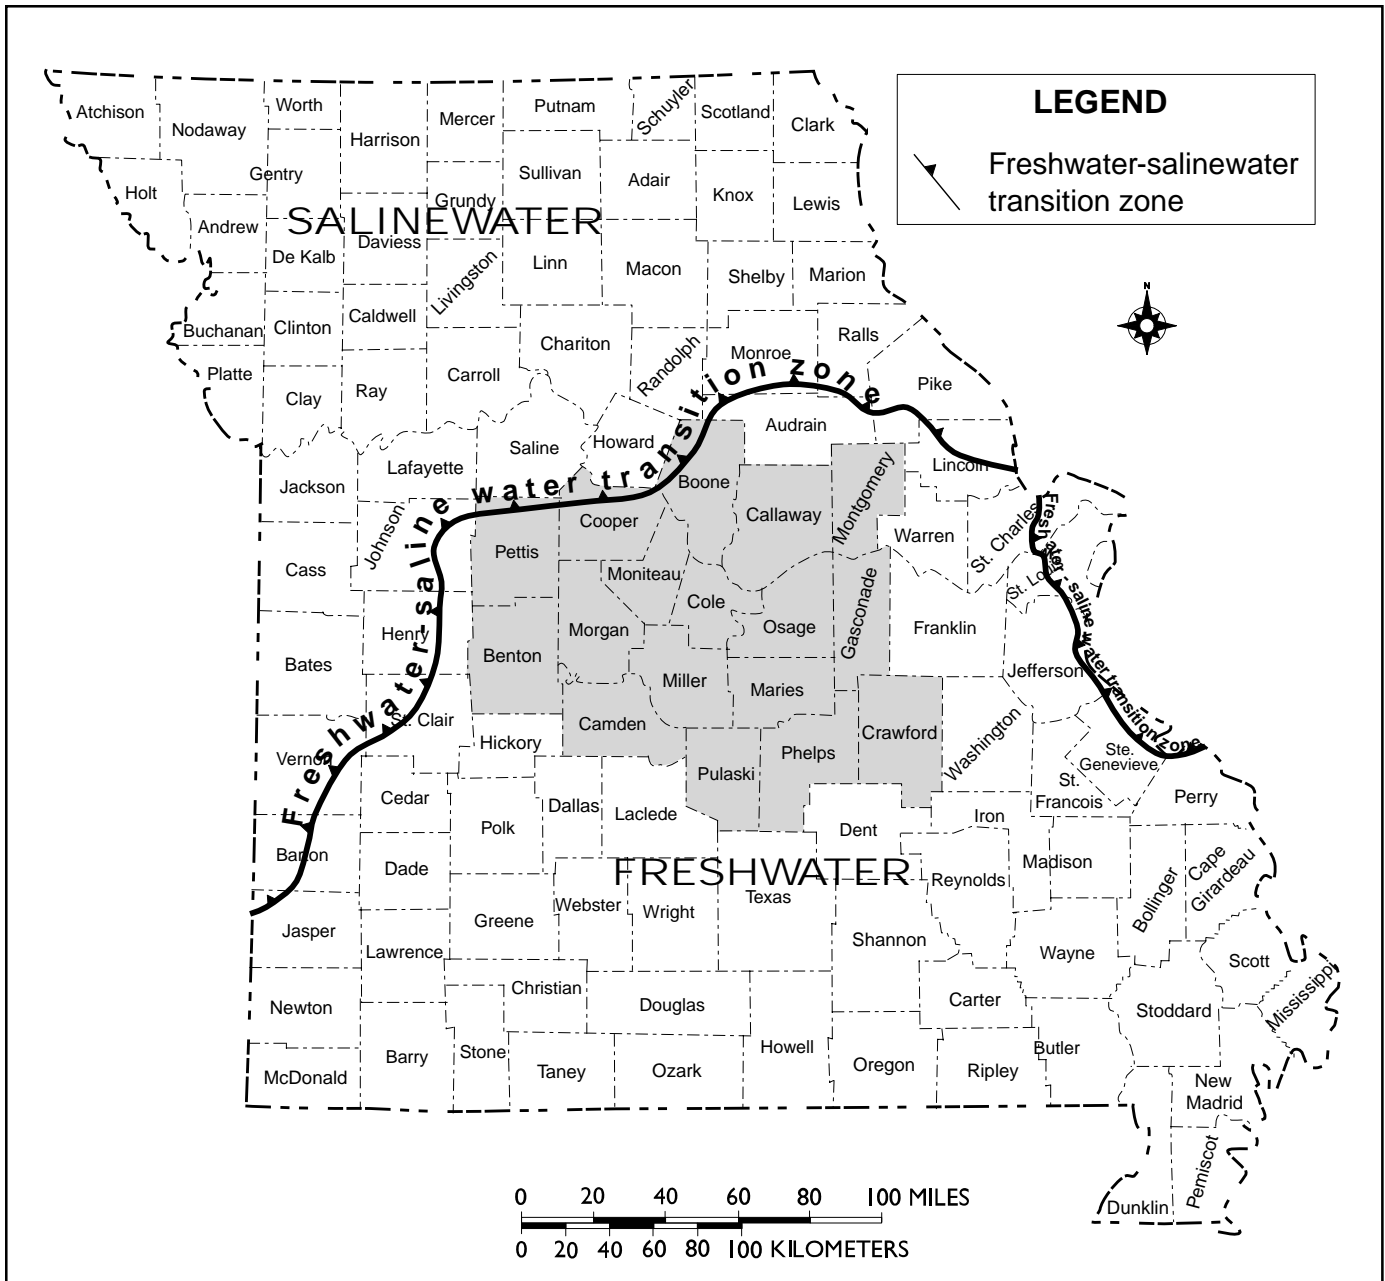 LEGEND
Freshwater-salinewater
transition zone
N
Atchison
Nodaway
Worth
Harrison
Mercer
Putnam
Schuyler
Scotland
Clark
Holt
Gentry
Sullivan
Adair
Knox
Lewis
Grundy
SALINEWATER
Andrew
De Kalb
Daviess
Livingston
Linn
Macon
Shelby
Marion
Buchanan
Clinton
Caldwell
Chariton
Randolph
Monroe
Ralls
Platte
Clay
Ray
Carroll
Pike
Freshwater-saline water transition zone
Audrain
Saline
Howard
Lafayette
Jackson
Boone
Lincoln
Montgomery
Johnson
Cooper
Callaway
Warren
St. Charles
Cass
Pettis
Moniteau
Cole
St. Louis
Fresh water - saline water transition zone
Henry
Morgan
Osage
Gasconade
Franklin
Bates
Benton
Miller
Maries
Jefferson
St. Clair
Camden
Hickory
Phelps
Crawford
Washington
Vernon
Pulaski
Ste.
Genevieve
St.
Francois
Cedar
Dallas
Laclede
Perry
Polk
Dent
Iron
Barton
Dade
FRESHWATER
Madison
Reynolds
Cape
Girardeau
Bollinger
Webster
Wright
Texas
Greene
Jasper
Lawrence
Shannon
Wayne
Scott
Mississippi
Newton
Christian
Douglas
Carter
Stoddard
Howell
Butler
McDonald
Barry
Stone
Taney
Ozark
Oregon
Ripley
New
Madrid
Pemiscot
Dunklin
0 20 40 60 80 100 MILES
0 20 40 60 80 100 KILOMETERS